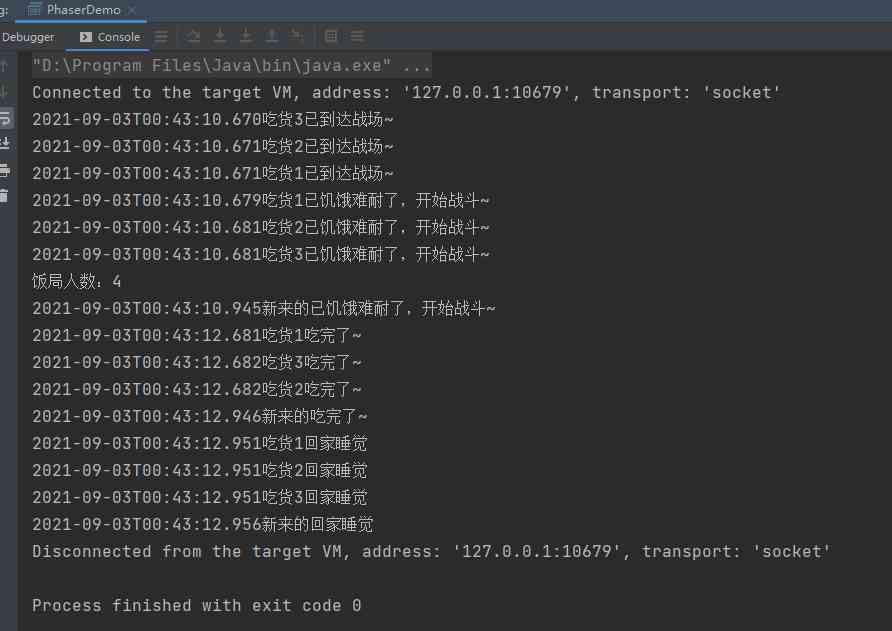 g: PhaserDemo
Debugger Console
"D:\Program Files\Java\bin\java.exe" ...
Connected to the target VM, address: '127.0.0.1:10679', transport: 'socket'
2021-09-03T00:43:10.670吃货3已到达战场~
2021-09-03T00:43:10.671吃货2已到达战场~
2021-09-03T00:43:10.671吃货1已到达战场~
2021-09-03T00:43:10.679吃货1已饥饿难耐了，开始战斗~
2021-09-03T00:43:10.681吃货2已饥饿难耐了，开始战斗~
2021-09-03T00:43:10.681吃货3已饥饿难耐了，开始战斗~
饭局人数：4
2021-09-03T00:43:10.945新来的已饥饿难耐了，开始战斗~
2021-09-03T00:43:12.681吃货1吃完了~
2021-09-03T00:43:12.682吃货3吃完了~
2021-09-03T00:43:12.682吃货2吃完了~
2021-09-03T00:43:12.946新来的吃完了~
2021-09-03T00:43:12.951吃货1回家睡觉
2021-09-03T00:43:12.951吃货2回家睡觉
2021-09-03T00:43:12.951吃货3回家睡觉
2021-09-03T00:43:12.956新来的回家睡觉
Disconnected from the target VM, address: '127.0.0.1:10679', transport: 'socket'
Process finished with exit code 0